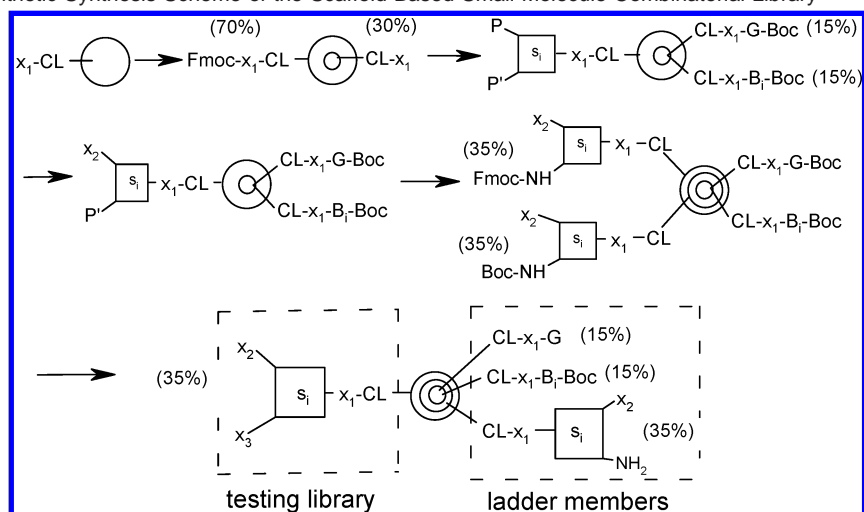 Synthesis Scheme of the Scaffold Based Small Molecule Combinatorial Library
(70%) (30%)
x1-CL Fmoc-x1-CL CL-x1
P P' si x1-CL CL-x1-G-Boc (15%)
CL-x1-Bi-Boc (15%)
x2 P' si x1-CL CL-x1-G-Boc
CL-x1-Bi-Boc
x2 si x1-CL
(35%) Fmoc-NH
CL-x1-G-Boc
CL-x1-Bi-Boc
x2 si x1-CL
(35%) Boc-NH
(35%) x2 si x1-CL x3
CL-x1-G (15%)
CL-x1-Bi-Boc (15%)
CL-x1 si x2 (35%)
NH2
testing library ladder members